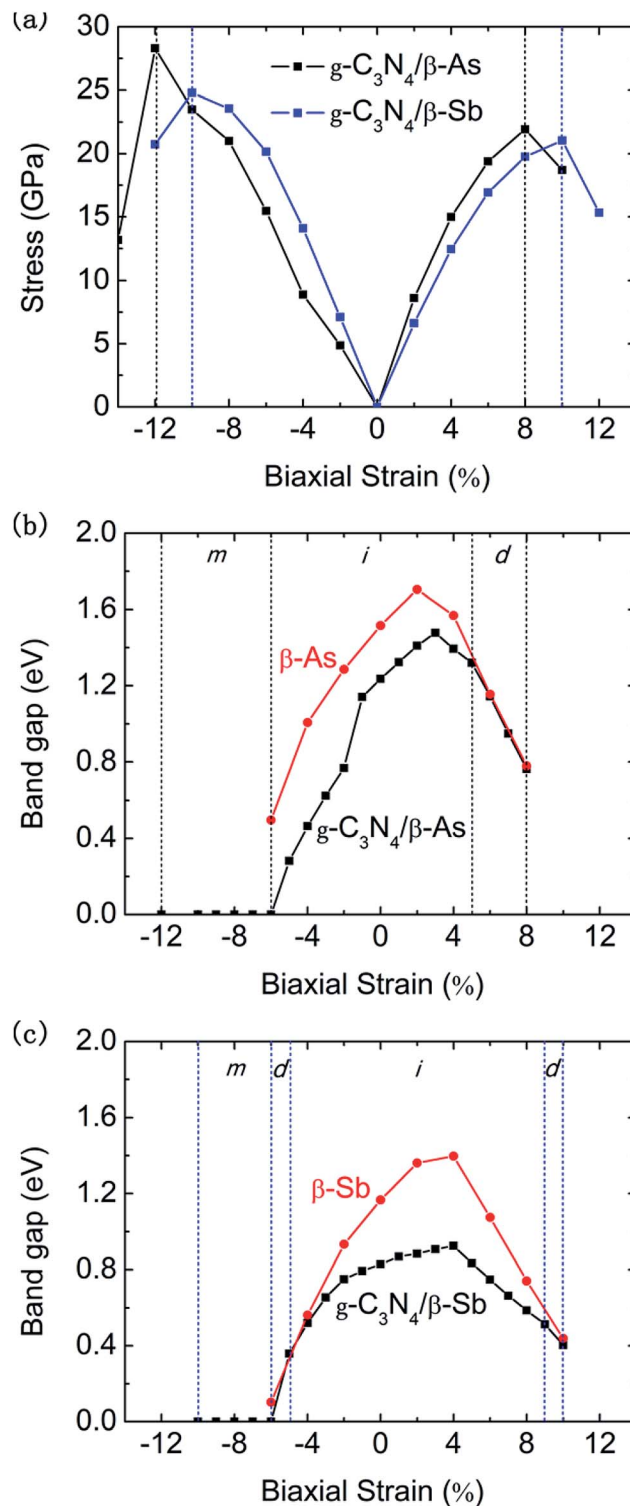 (a)
30
25
20
15
10
5
0
Stress (GPa)
g-C₃N₄/β-As
g-C₃N₄/β-Sb
-12 -8 -4 0 4 8 12
Biaxial Strain (%)
(b)
2.0
1.6
1.2
0.8
0.4
0.0
Band gap (eV)
m i d
β-As
g-C₃N₄/β-As
-12 -8 -4 0 4 8 12
Biaxial Strain (%)
(c)
2.0
1.6
1.2
0.8
0.4
0.0
Band gap (eV)
m d i d
β-Sb
g-C₃N₄/β-Sb
-12 -8 -4 0 4 8 12
Biaxial Strain (%)